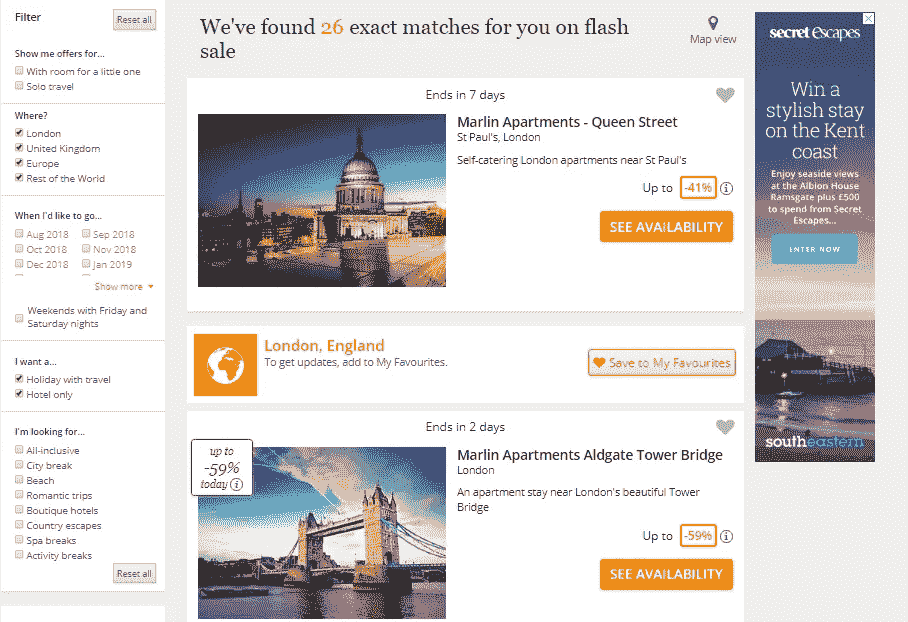 Filter
Reset all
Show me offers for...
With room for a little one
Solo travel
Where?
London
United Kingdom
Europe
Rest of the World
When I'd like to go...
Aug 2018 Sep 2018
Oct 2018 Nov 2018
Dec 2018 Jan 2019
Show more
Weekends with Friday and
Saturday nights
I want a...
Holiday with travel
Hotel only
I'm looking for...
All-inclusive
City break
Beach
Romantic trips
Boutique hotels
Country escapes
Spa breaks
Activity breaks
Reset all
We've found 26 exact matches for you on flash
sale
Map view
Ends in 7 days
Marlin Apartments - Queen Street
St Paul's, London
Self-catering London apartments near St Paul's
Up to -41%
SEE AVAILABILITY
London, England
To get updates, add to My Favourites.
Save to My Favourites
Ends in 2 days
up to
-59%
today
Marlin Apartments Aldgate Tower Bridge
London
An apartment stay near London's beautiful Tower
Bridge
Up to -59%
SEE AVAILABILITY
secret escapes
Win a
stylish stay
on the Kent
coast
Enjoy seaside views
at the Albion House
Ramsgate plus £500
to spend from Secret
Escapes...
ENTER NOW
southeastern